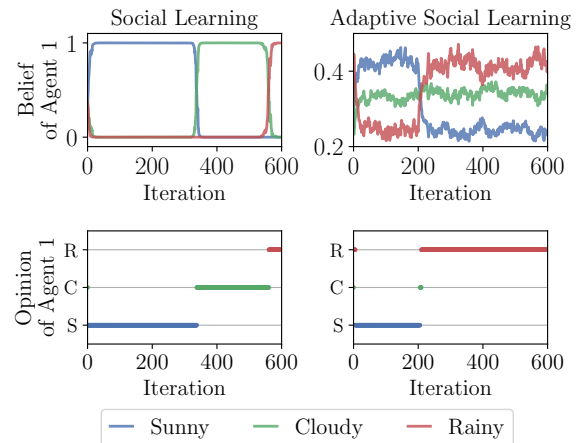 Social Learning
Adaptive Social Learning
Belief
of Agent 1
1
0
0 200 400 600
Iteration
0.4
0.2
0 200 400 600
Iteration
Opinion
of Agent 1
R
C
S
0 200 400 600
Iteration
R
C
S
0 200 400 600
Iteration
Sunny Cloudy Rainy